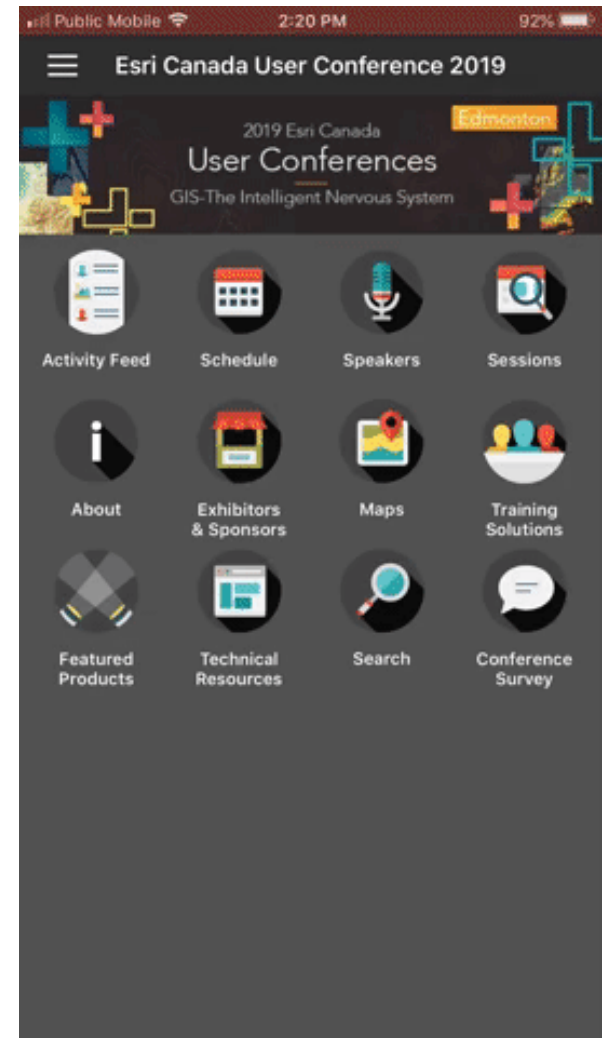 Public Mobile 2:20 PM 92%
Esri Canada User Conference 2019
Edmonton
2019 Esri Canada
User Conferences
GIS-The Intelligent Nervous System
Activity Feed Schedule Speakers Sessions
i
About Exhibitors Maps Training
& Sponsors Solutions
Featured Technical Search Conference
Products Resources Survey